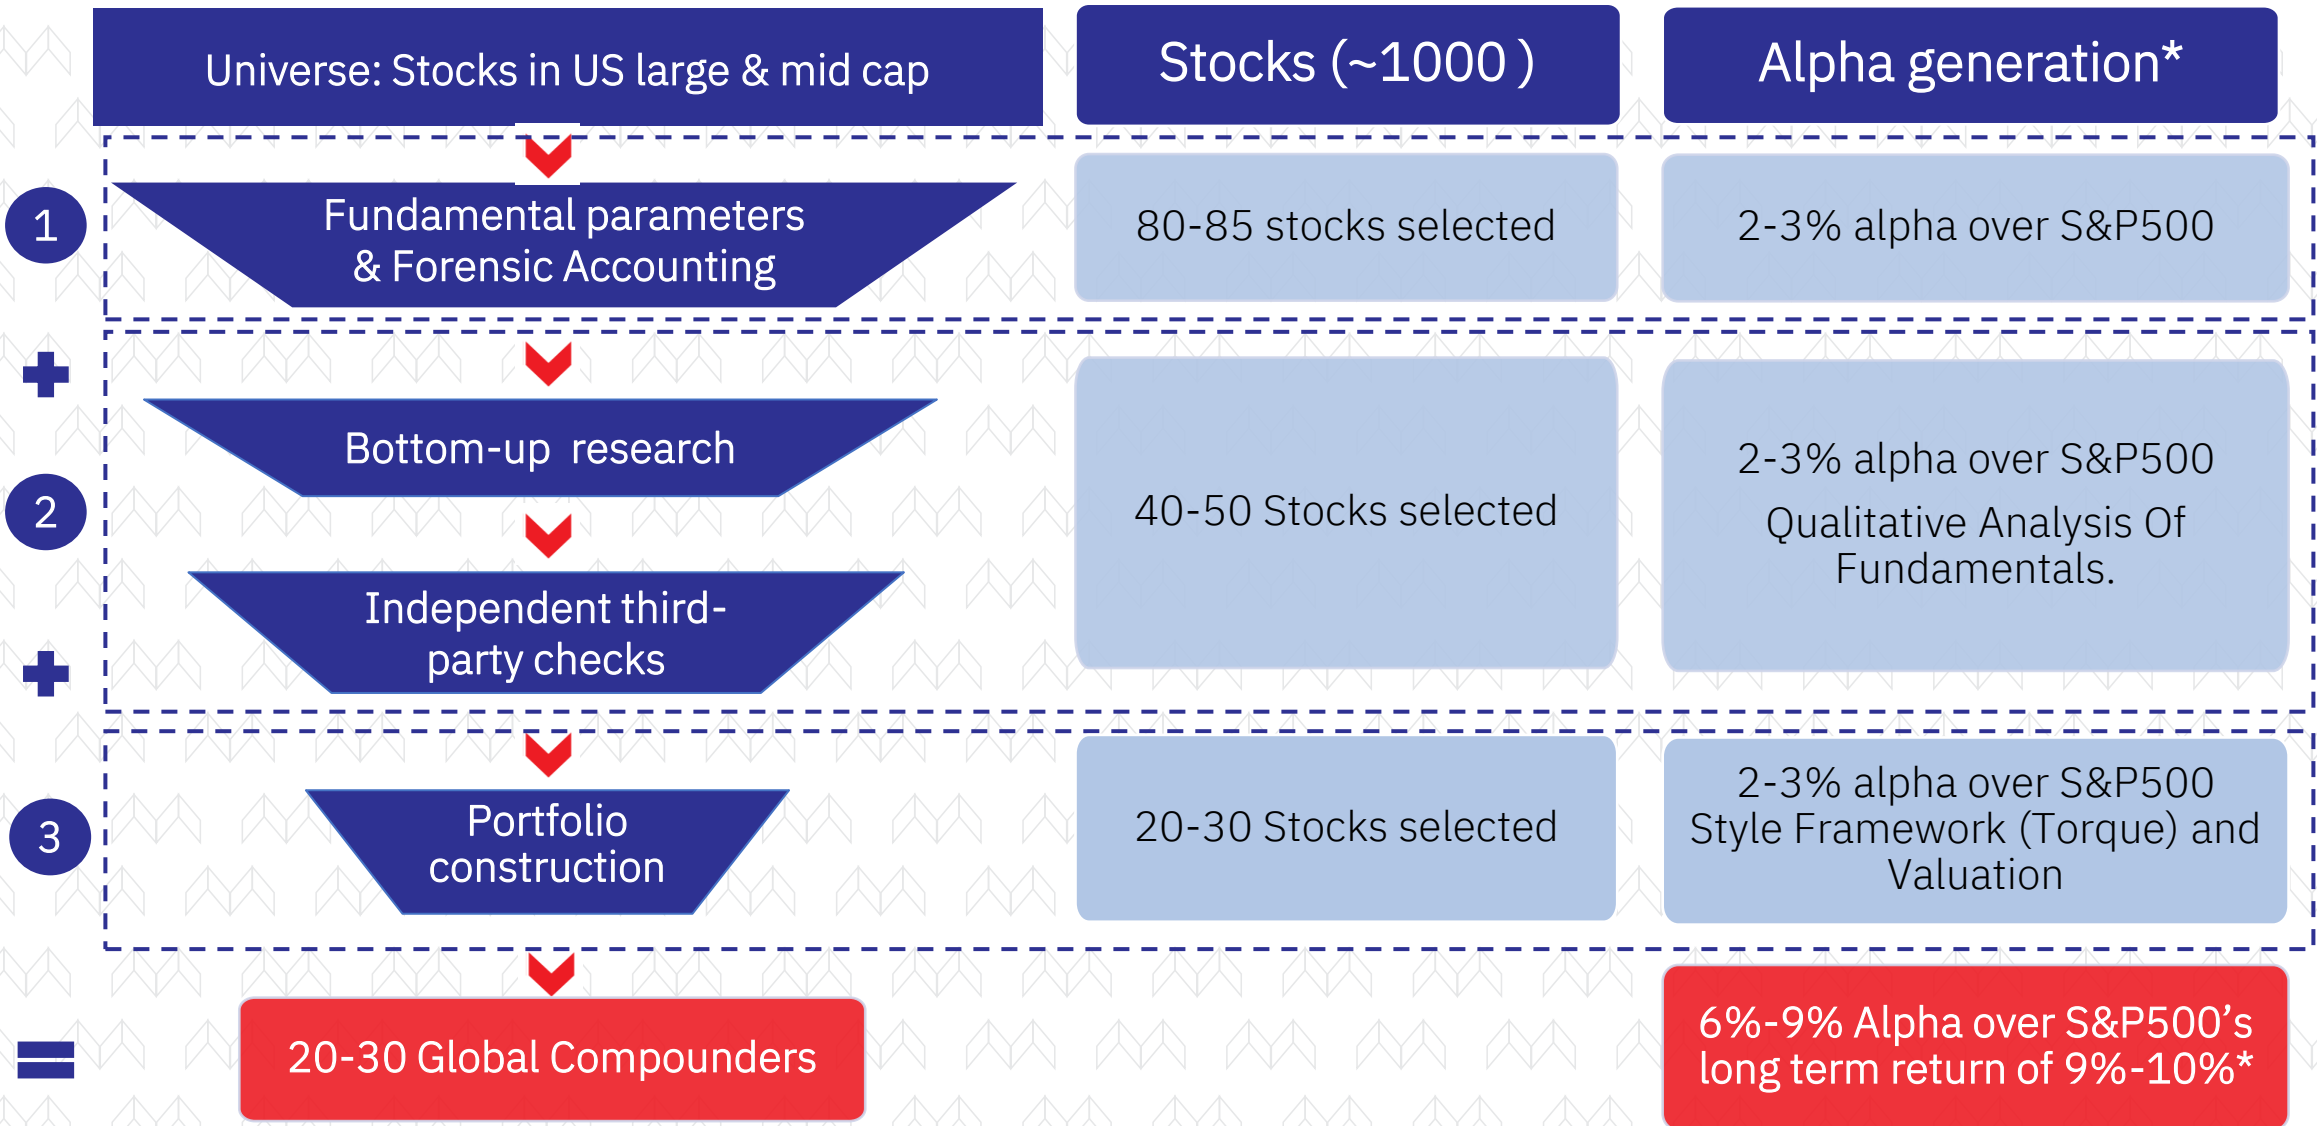 Universe: Stocks in US large & mid cap
Stocks (~1000 )
Alpha generation*
1
Fundamental parameters
& Forensic Accounting
80-85 stocks selected
2-3% alpha over S&P500
+
2
Bottom-up research
Independent third-
party checks
40-50 Stocks selected
2-3% alpha over S&P500
Qualitative Analysis Of
Fundamentals.
+
3
Portfolio
construction
20-30 Stocks selected
2-3% alpha over S&P500
Style Framework (Torque) and
Valuation
=
20-30 Global Compounders
6%-9% Alpha over S&P500’s
long term return of 9%-10%*